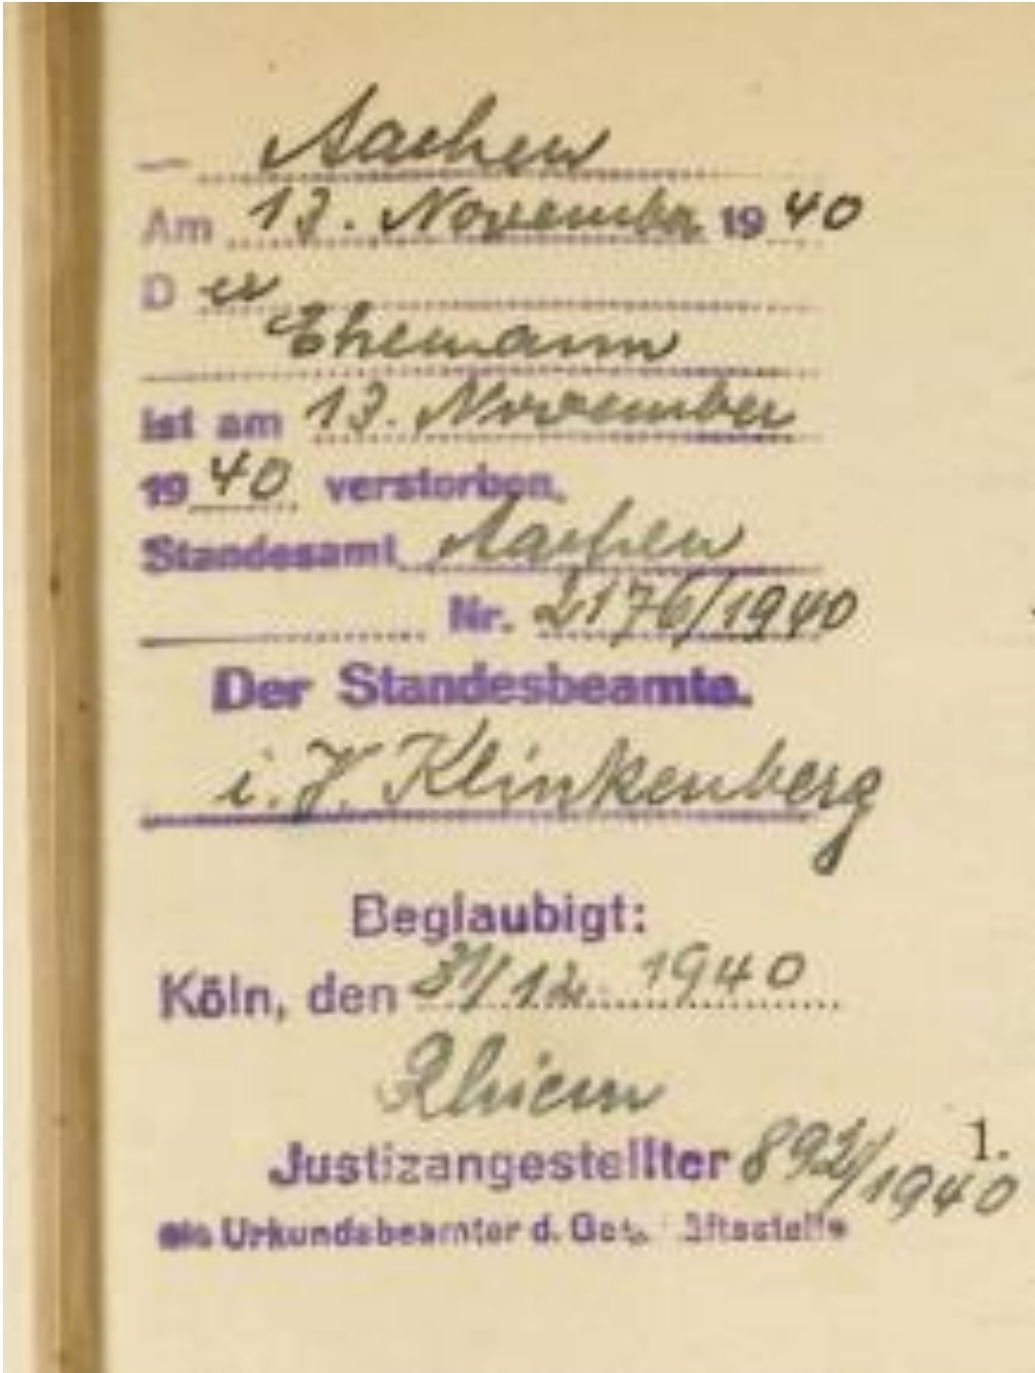 Aachen
Am 13. November 1940
Der
Ehemann
ist am 13. November
1940 verstorben.
Standesamt Aachen
Nr. 2176/1940
Der Standesbeamte.
i. V. Klinkenberg
Beglaubigt:
Köln, den 31/12. 1940
Justizangestellter 892/1940
1.
als Urkundsbeamter d.